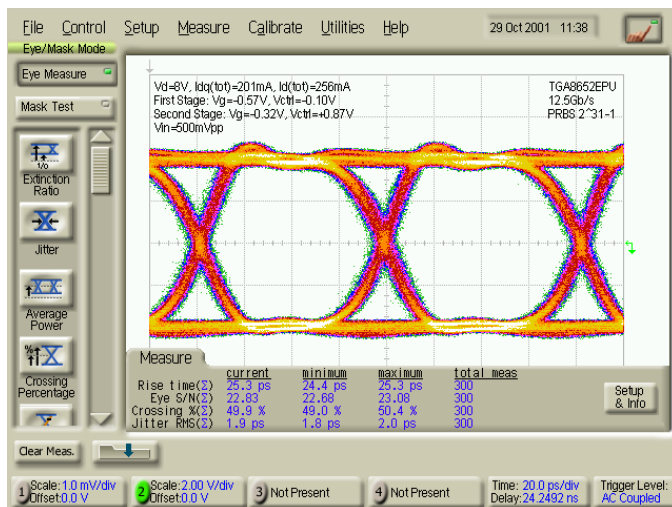 File Control Setup Measure Calibrate Utilities Help 29 Oct 2001 11:38
Eye/Mask Mode
Eye Measure
Mask Test
1/0
Extinction
Ratio
Jitter
Average
Power
%
Crossing
Percentage
Vd=8V, Idq(tot)=201mA, Id(tot)=256mA
First Stage: Vg=-0.57V, Vctrl=-0.10V
Second Stage: Vg=-0.32V, Vctrl=+0.87V
Vin=500mVpp
TGA8652EPU
12.5Gb/s
PRBS 2^31-1
Measure
current minimum maximum total meas
Rise time(Σ) 25.3 ps 24.4 ps 25.3 ps 300
Eye S/N(Σ) 22.83 22.68 23.08 300
Crossing %(Σ) 49.9 % 49.0 % 50.4 % 300
Jitter RMS(Σ) 1.9 ps 1.8 ps 2.0 ps 300
Setup
& Info
Clear Meas.
1 Scale:1.0 mV/div
Offset:0.0 V
2 Scale:2.00 V/div
Offset:0.0 V
3 Not Present
4 Not Present
Time: 20.0 ps/div
Delay:24.2492 ns
Trigger Level:
AC Coupled